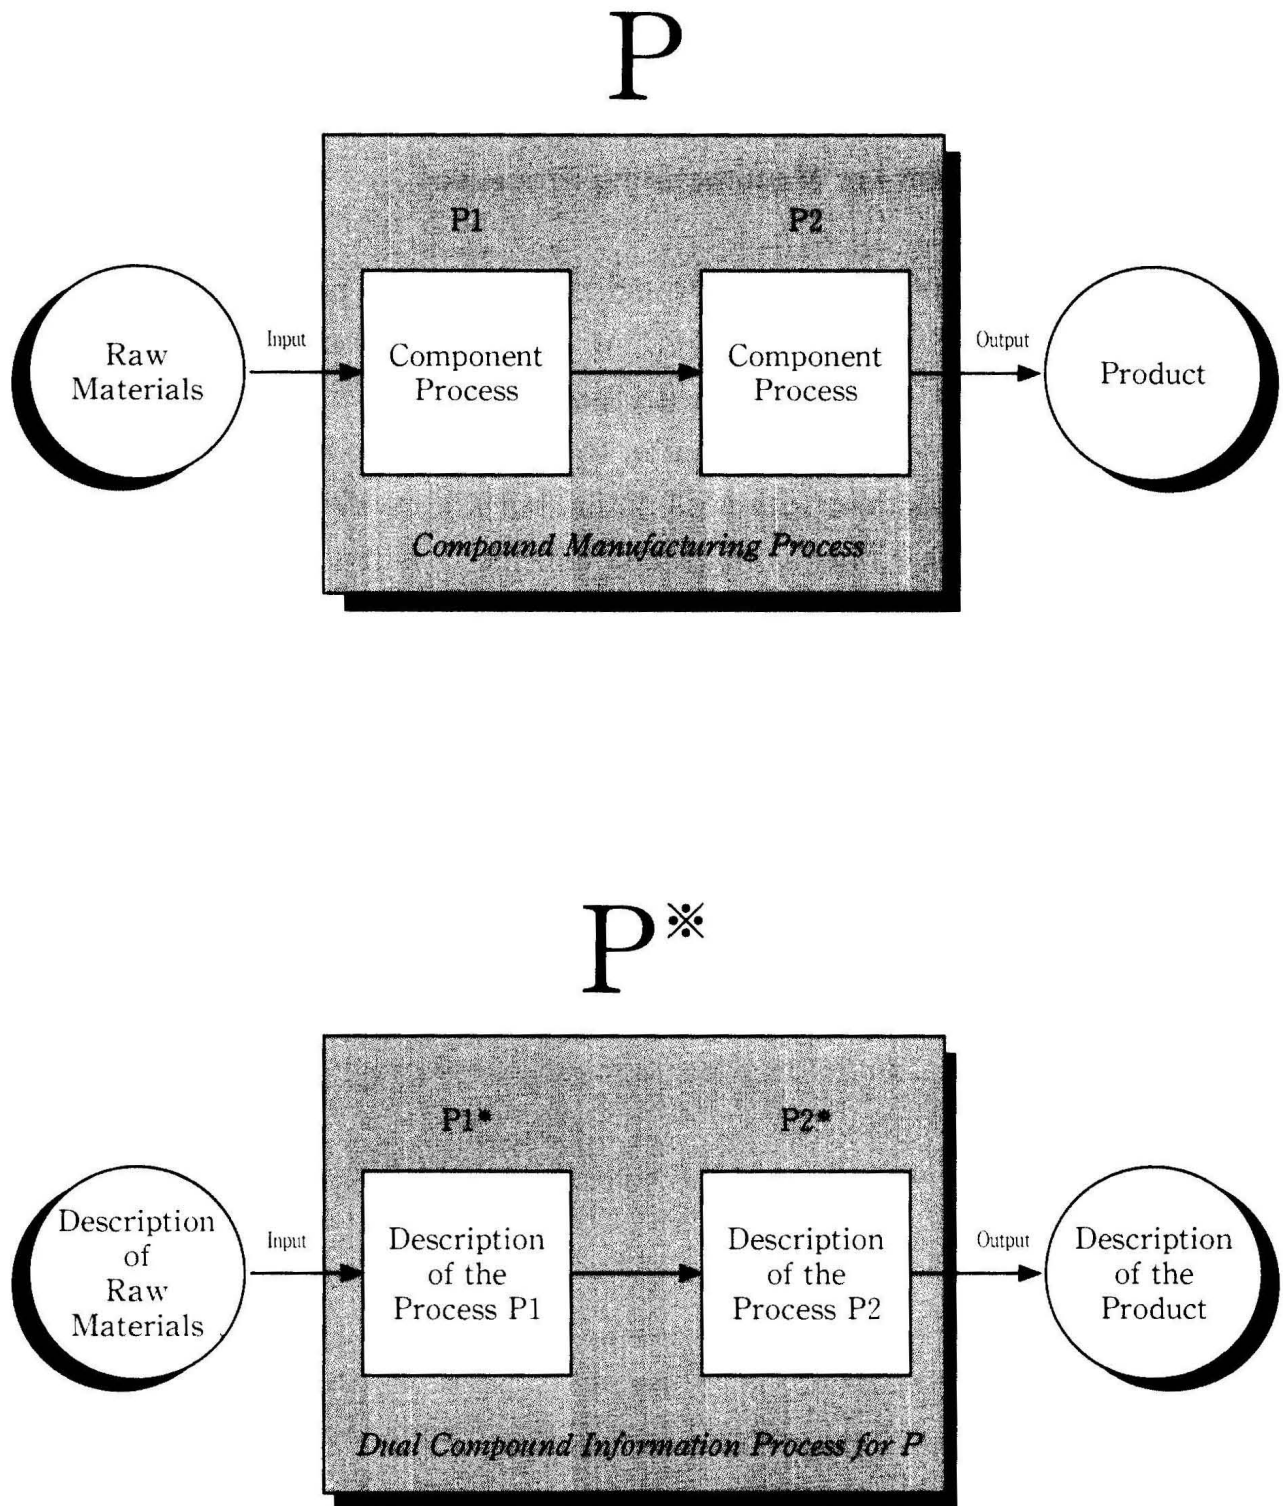 P
P1
P2
Raw
Materials
Input
Component
Process
Component
Process
Output
Product
Compound Manufacturing Process
P※
P1*
P2*
Description
of
Raw
Materials
Input
Description
of the
Process P1
Description
of the
Process P2
Output
Description
of the
Product
Dual Compound Information Process for P